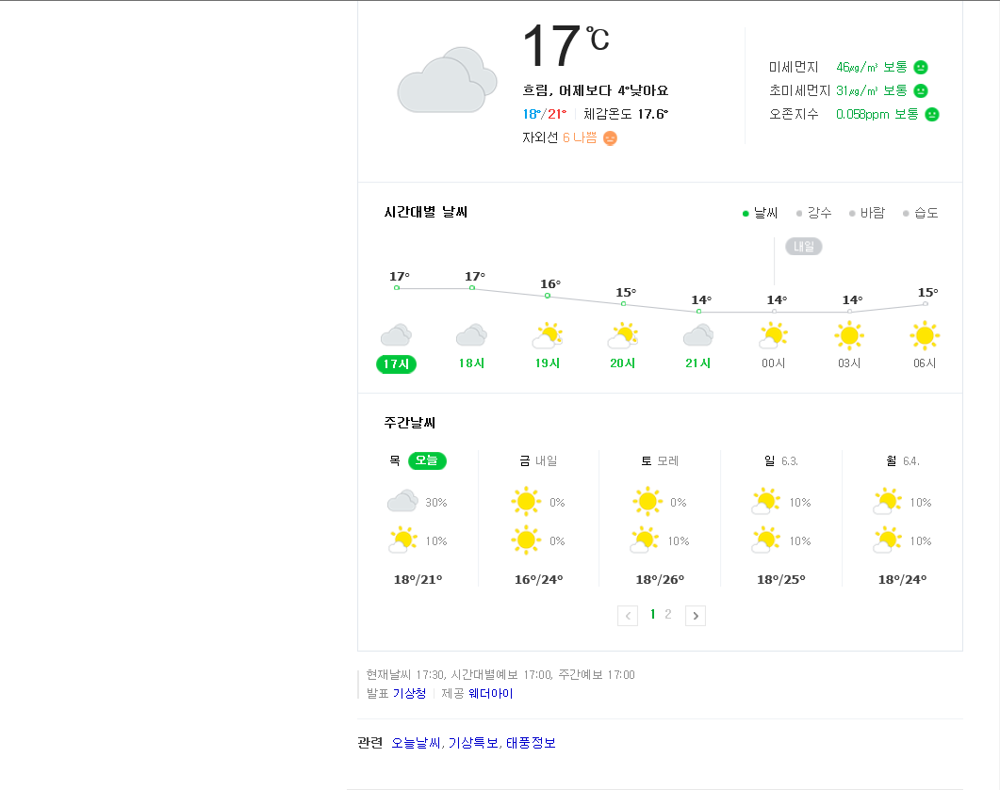 17℃
흐림, 어제보다 4°낮아요
18°/21° 체감온도 17.6°
자외선 6 나쁨
미세먼지 46㎍/㎥ 보통
초미세먼지 31㎍/㎥ 보통
오존지수 0.058ppm 보통
시간대별 날씨
날씨 강수 바람 습도
내일
17° 17° 16° 15° 14° 14° 14° 15°
17시 18시 19시 20시 21시 00시 03시 06시
주간날씨
목 오늘 금 내일 토 모레 일 6.3. 월 6.4.
30% 0% 0% 10% 10%
10% 0% 10% 10% 10%
18°/21° 16°/24° 18°/26° 18°/25° 18°/24°
< 1 2 >
현재날씨 17:30, 시간대별예보 17:00, 주간예보 17:00
발표 기상청 제공 웨더아이
관련 오늘날씨, 기상특보, 태풍정보